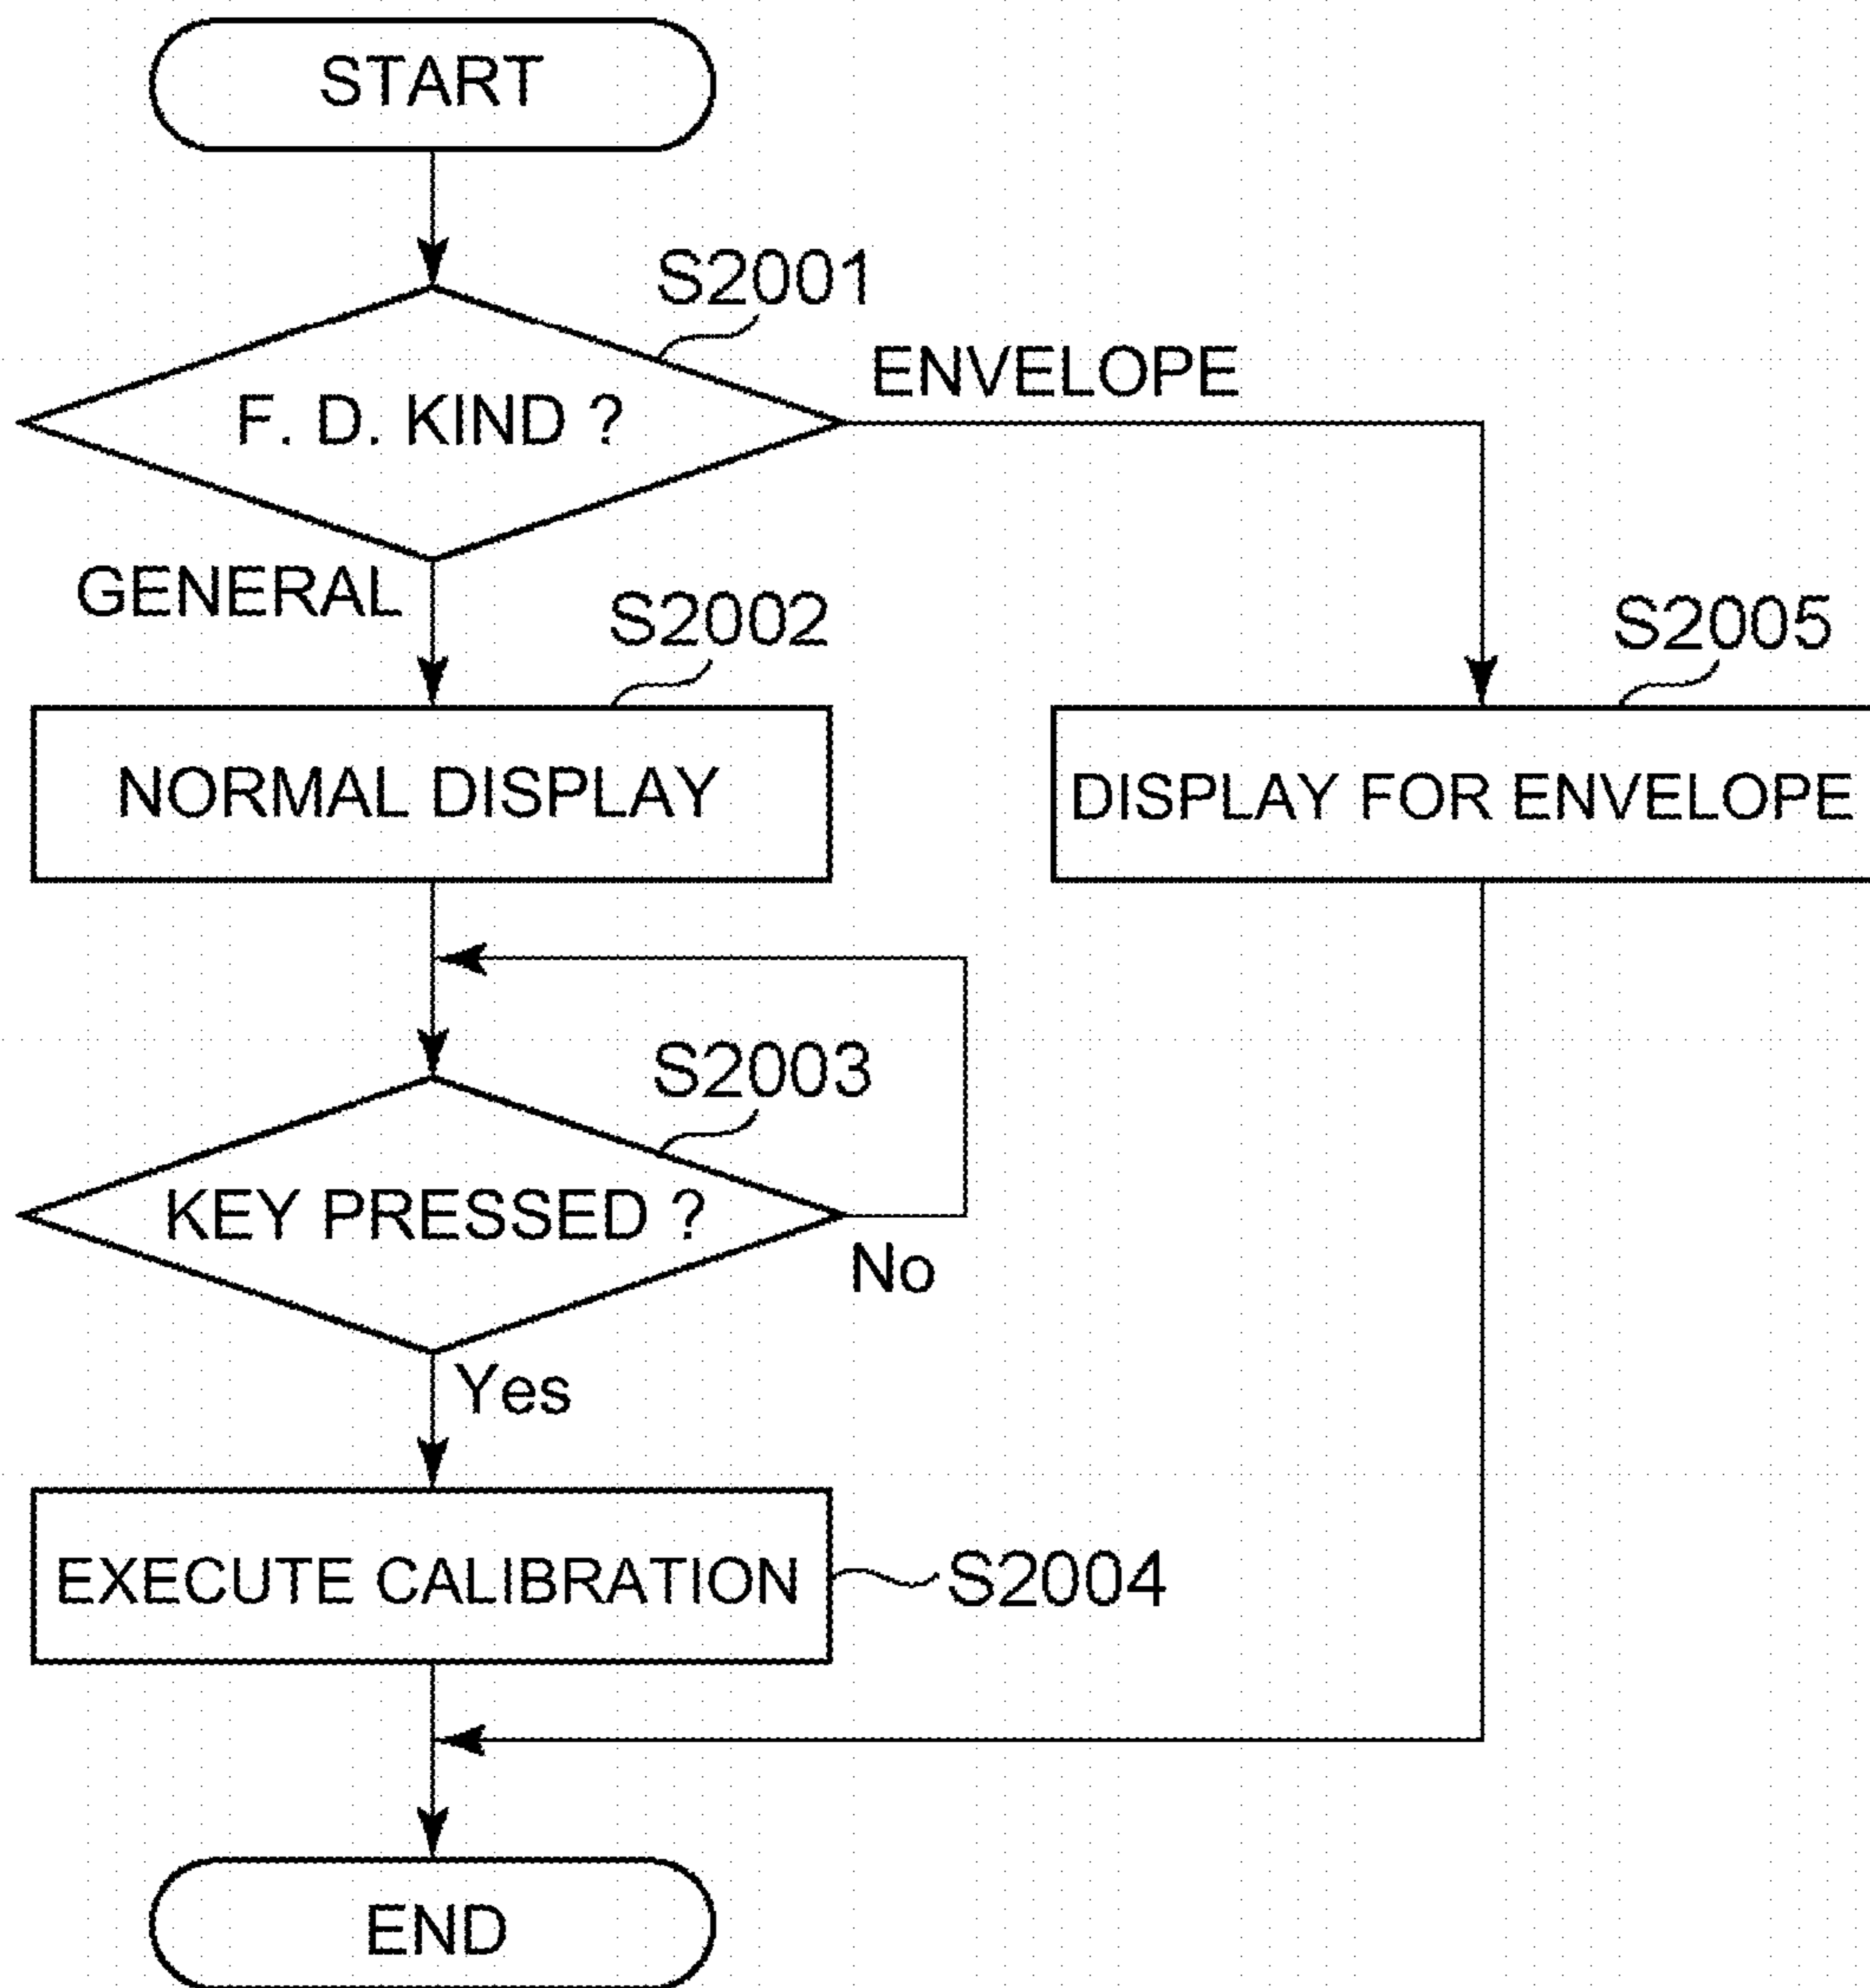 START
S2001
ENVELOPE
F. D. KIND ?
GENERAL
S2002
S2005
NORMAL DISPLAY
DISPLAY FOR ENVELOPE
S2003
KEY PRESSED ?
No
Yes
EXECUTE CALIBRATION
S2004
END